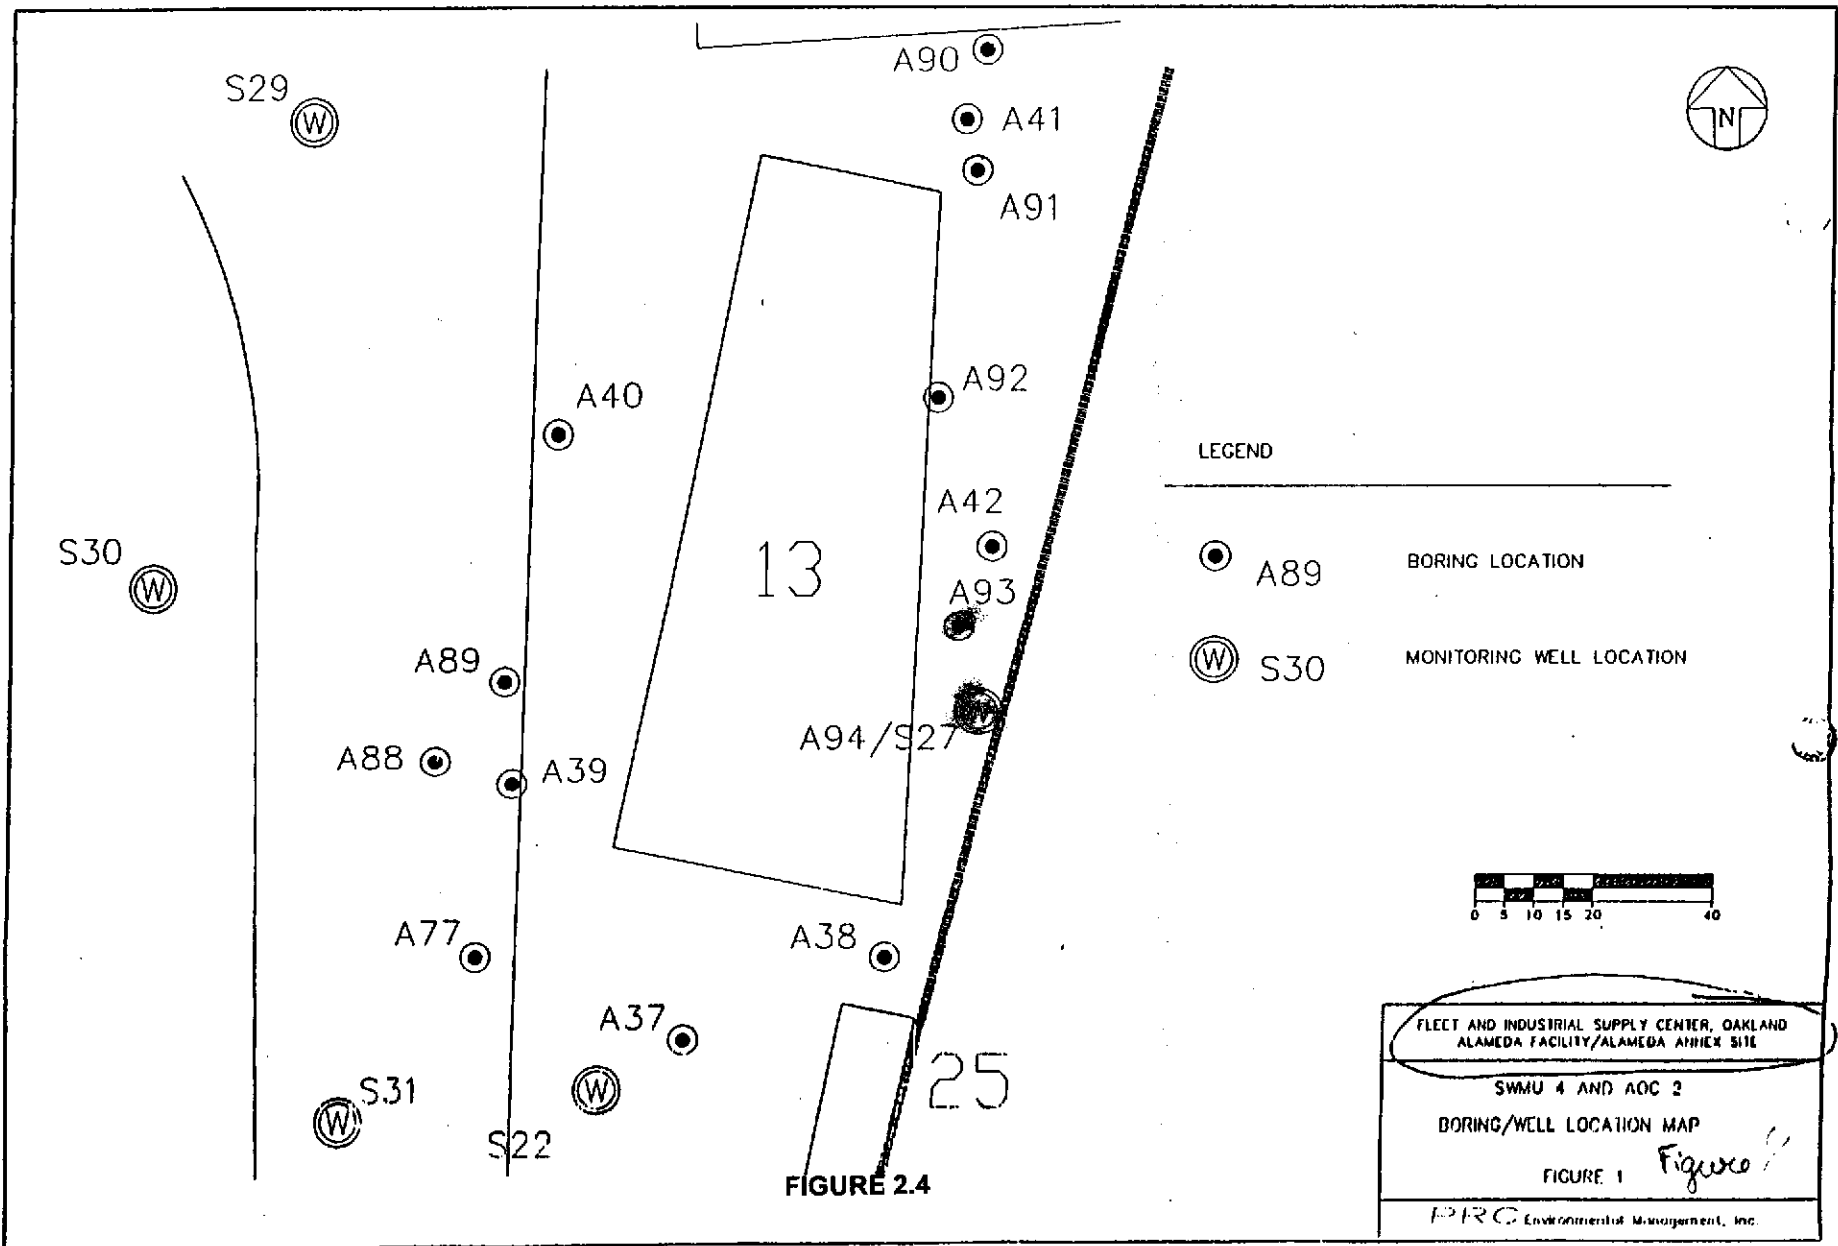 A90
S29
W
A41
N
A91
A92
A40
LEGEND
A42
S30
W
13
A89 BORING LOCATION
A93
A89
W S30 MONITORING WELL LOCATION
W
A94/S27
A88
A39
0 5 10 15 20 40
A77
A38
A37
FLEET AND INDUSTRIAL SUPPLY CENTER, OAKLAND
ALAMEDA FACILITY/ALAMEDA ANNEX SITE
25
S31
W
W
S22
SWMU 4 AND AOC 2
BORING/WELL LOCATION MAP
FIGURE 1 Figure
FIGURE 2.4
PRC Environmental Management, Inc.